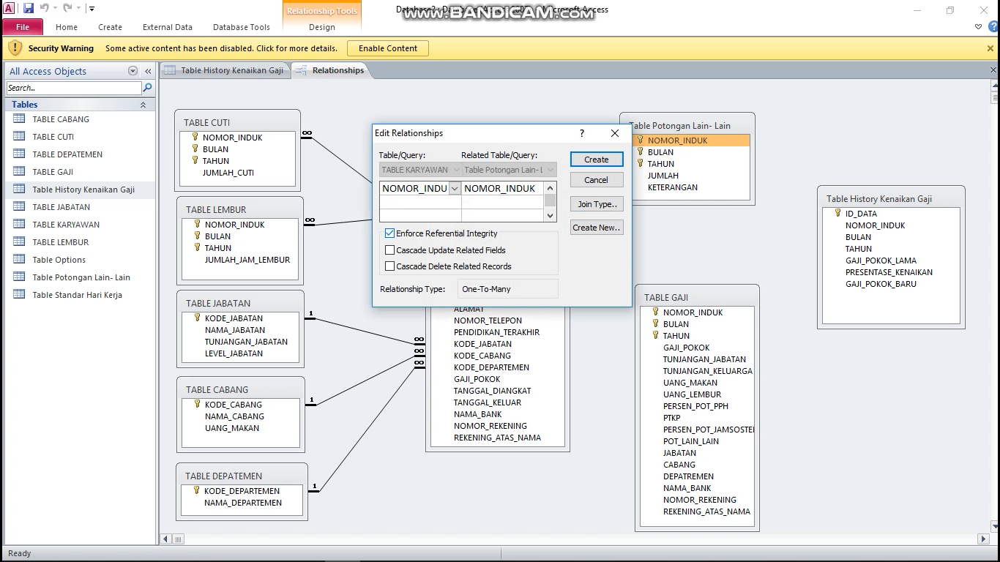 Relationship Tools
Database2 : Database
Microsoft Access
www.BANDICAM.com
File
Home
Create
External Data
Database Tools
Design
Security Warning
Some active content has been disabled. Click for more details.
Enable Content
All Access Objects
Search...
Tables
TABLE CABANG
TABLE CUTI
TABLE DEPATEMEN
TABLE GAJI
Table History Kenaikan Gaji
TABLE JABATAN
TABLE KARYAWAN
TABLE LEMBUR
Table Options
Table Potongan Lain- Lain
Table Standar Hari Kerja
Table History Kenaikan Gaji
Relationships
TABLE CUTI
NOMOR_INDUK
BULAN
TAHUN
JUMLAH_CUTI
∞
TABLE LEMBUR
NOMOR_INDUK
BULAN
TAHUN
JUMLAH_JAM_LEMBUR
∞
TABLE JABATAN
KODE_JABATAN
NAMA_JABATAN
TUNJANGAN_JABATAN
LEVEL_JABATAN
1
TABLE CABANG
KODE_CABANG
NAMA_CABANG
UANG_MAKAN
1
TABLE DEPATEMEN
KODE_DEPARTEMEN
NAMA_DEPARTEMEN
1
Edit Relationships
?
Table/Query:
Related Table/Query:
TABLE KARYAWAN
Table Potongan Lain- L
NOMOR_INDU
NOMOR_INDUK
Enforce Referential Integrity
Cascade Update Related Fields
Cascade Delete Related Records
Relationship Type:
One-To-Many
Create
Cancel
Join Type..
Create New..
ALAMAT
NOMOR_TELEPON
PENDIDIKAN_TERAKHIR
KODE_JABATAN
KODE_CABANG
KODE_DEPARTEMEN
GAJI_POKOK
TANGGAL_DIANGKAT
TANGGAL_KELUAR
NAMA_BANK
NOMOR_REKENING
REKENING_ATAS_NAMA
∞
∞
∞
Table Potongan Lain- Lain
NOMOR_INDUK
BULAN
TAHUN
JUMLAH
KETERANGAN
TABLE GAJI
NOMOR_INDUK
BULAN
TAHUN
GAJI_POKOK
TUNJANGAN_JABATAN
TUNJANGAN_KELUARGA
UANG_MAKAN
UANG_LEMBUR
PERSEN_POT_PPH
PTKP
PERSEN_POT_JAMSOSTE
POT_LAIN_LAIN
JABATAN
CABANG
DEPATREMEN
NAMA_BANK
NOMOR_REKENING
REKENING_ATAS_NAMA
Table History Kenaikan Gaji
ID_DATA
NOMOR_INDUK
BULAN
TAHUN
GAJI_POKOK_LAMA
PRESENTASE_KENAIKAN
GAJI_POKOK_BARU
Ready